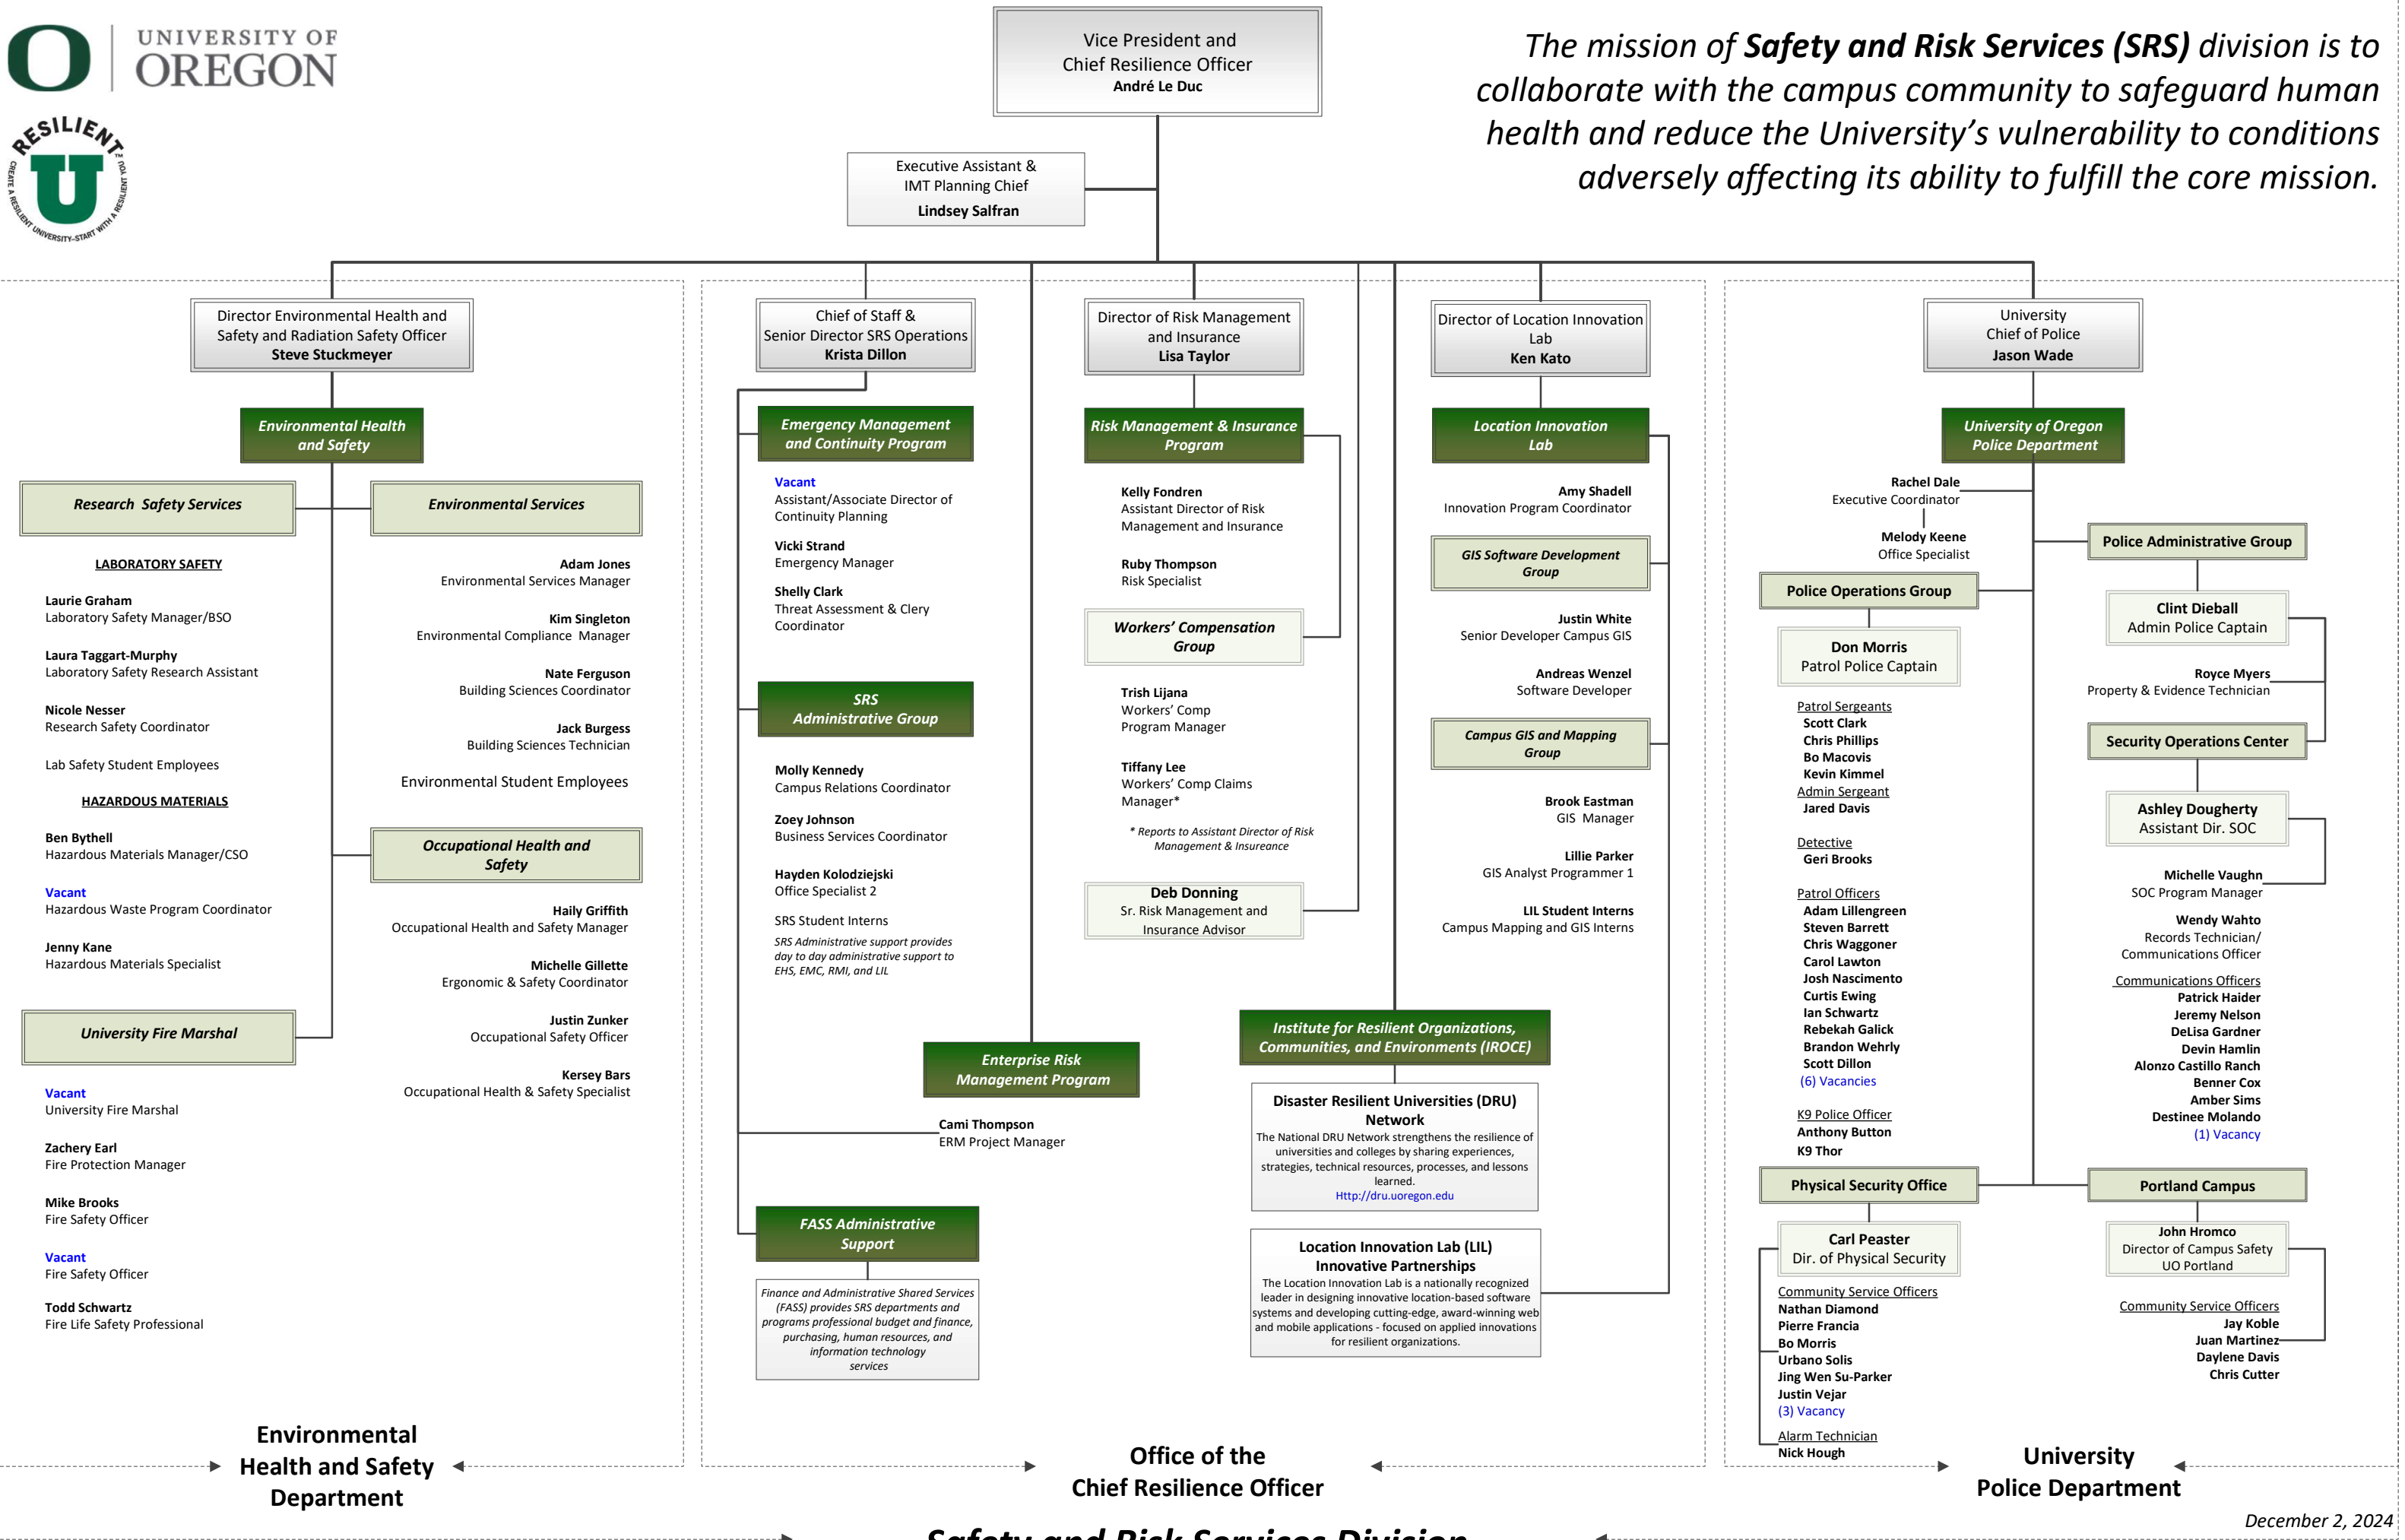 UNIVERSITY OF
OREGON
RESILIENT
U
CREATE A RESILIENT UNIVERSITY–START WITH A RESILIENT YOU
Vice President and
Chief Resilience Officer
André Le Duc
The mission of Safety and Risk Services (SRS) division is to
collaborate with the campus community to safeguard human
health and reduce the University’s vulnerability to conditions
adversely affecting its ability to fulfill the core mission.
Executive Assistant &
IMT Planning Chief
Lindsey Salfran
Director Environmental Health and
Safety and Radiation Safety Officer
Steve Stuckmeyer
Environmental Health
and Safety
Research  Safety Services
LABORATORY SAFETY
Laurie Graham
Laboratory Safety Manager/BSO
Laura Taggart-Murphy
Laboratory Safety Research Assistant
Nicole Nesser
Research Safety Coordinator
Lab Safety Student Employees
HAZARDOUS MATERIALS
Ben Bythell
Hazardous Materials Manager/CSO
Vacant
Hazardous Waste Program Coordinator
Jenny Kane
Hazardous Materials Specialist
University Fire Marshal
Vacant
University Fire Marshal
Zachery Earl
Fire Protection Manager
Mike Brooks
Fire Safety Officer
Vacant
Fire Safety Officer
Todd Schwartz
Fire Life Safety Professional
Environmental Services
Adam Jones
Environmental Services Manager
Kim Singleton
Environmental Compliance  Manager
Nate Ferguson
Building Sciences Coordinator
Jack Burgess
Building Sciences Technician
Environmental Student Employees
Occupational Health and
Safety
Haily Griffith
Occupational Health and Safety Manager
Michelle Gillette
Ergonomic & Safety Coordinator
Justin Zunker
Occupational Safety Officer
Kersey Bars
Occupational Health & Safety Specialist
Environmental
Health and Safety
Department
Chief of Staff &
Senior Director SRS Operations
Krista Dillon
Emergency Management
and Continuity Program
Vacant
Assistant/Associate Director of
Continuity Planning
Vicki Strand
Emergency Manager
Shelly Clark
Threat Assessment & Clery
Coordinator
SRS
Administrative Group
Molly Kennedy
Campus Relations Coordinator
Zoey Johnson
Business Services Coordinator
Hayden Kolodziejski
Office Specialist 2
SRS Student Interns
SRS Administrative support provides
day to day administrative support to
EHS, EMC, RMI, and LIL
Enterprise Risk
Management Program
Cami Thompson
ERM Project Manager
FASS Administrative
Support
Finance and Administrative Shared Services
(FASS) provides SRS departments and
programs professional budget and finance,
purchasing, human resources, and
information technology
services
Director of Risk Management
and Insurance
Lisa Taylor
Risk Management & Insurance
Program
Kelly Fondren
Assistant Director of Risk
Management and Insurance
Ruby Thompson
Risk Specialist
Workers’ Compensation
Group
Trish Lijana
Workers’ Comp
Program Manager
Tiffany Lee
Workers’ Comp Claims
Manager*
* Reports to Assistant Director of Risk
Management & Insureance
Deb Donning
Sr. Risk Management and
Insurance Advisor
Institute for Resilient Organizations,
Communities, and Environments (IROCE)
Disaster Resilient Universities (DRU)
Network
The National DRU Network strengthens the resilience of
universities and colleges by sharing experiences,
strategies, technical resources, processes, and lessons
learned.
Http://dru.uoregon.edu
Location Innovation Lab (LIL)
Innovative Partnerships
The Location Innovation Lab is a nationally recognized
leader in designing innovative location-based software
systems and developing cutting-edge, award-winning web
and mobile applications - focused on applied innovations
for resilient organizations.
Director of Location Innovation
Lab
Ken Kato
Location Innovation
Lab
Amy Shadell
Innovation Program Coordinator
GIS Software Development
Group
Justin White
Senior Developer Campus GIS
Andreas Wenzel
Software Developer
Campus GIS and Mapping
Group
Brook Eastman
GIS  Manager
Lillie Parker
GIS Analyst Programmer 1
LIL Student Interns
Campus Mapping and GIS Interns
Office of the
Chief Resilience Officer
University
Chief of Police
Jason Wade
University of Oregon
Police Department
Rachel Dale
Executive Coordinator
Melody Keene
Office Specialist
Police Operations Group
Don Morris
Patrol Police Captain
Patrol Sergeants
Scott Clark
Chris Phillips
Bo Macovis
Kevin Kimmel
Admin Sergeant
Jared Davis
Detective
Geri Brooks
Patrol Officers
Adam Lillengreen
Steven Barrett
Chris Waggoner
Carol Lawton
Josh Nascimento
Curtis Ewing
Ian Schwartz
Rebekah Galick
Brandon Wehrly
Scott Dillon
(6) Vacancies
K9 Police Officer
Anthony Button
K9 Thor
Physical Security Office
Carl Peaster
Dir. of Physical Security
Community Service Officers
Nathan Diamond
Pierre Francia
Bo Morris
Urbano Solis
Jing Wen Su-Parker
Justin Vejar
(3) Vacancy
Alarm Technician
Nick Hough
Police Administrative Group
Clint Dieball
Admin Police Captain
Royce Myers
Property & Evidence Technician
Security Operations Center
Ashley Dougherty
Assistant Dir. SOC
Michelle Vaughn
SOC Program Manager
Wendy Wahto
Records Technician/
Communications Officer
Communications Officers
Patrick Haider
Jeremy Nelson
DeLisa Gardner
Devin Hamlin
Alonzo Castillo Ranch
Benner Cox
Amber Sims
Destinee Molando
(1) Vacancy
Portland Campus
John Hromco
Director of Campus Safety
UO Portland
Community Service Officers
Jay Koble
Juan Martinez
Daylene Davis
Chris Cutter
University
Police Department
December 2, 2024
Safety and Risk Services Division